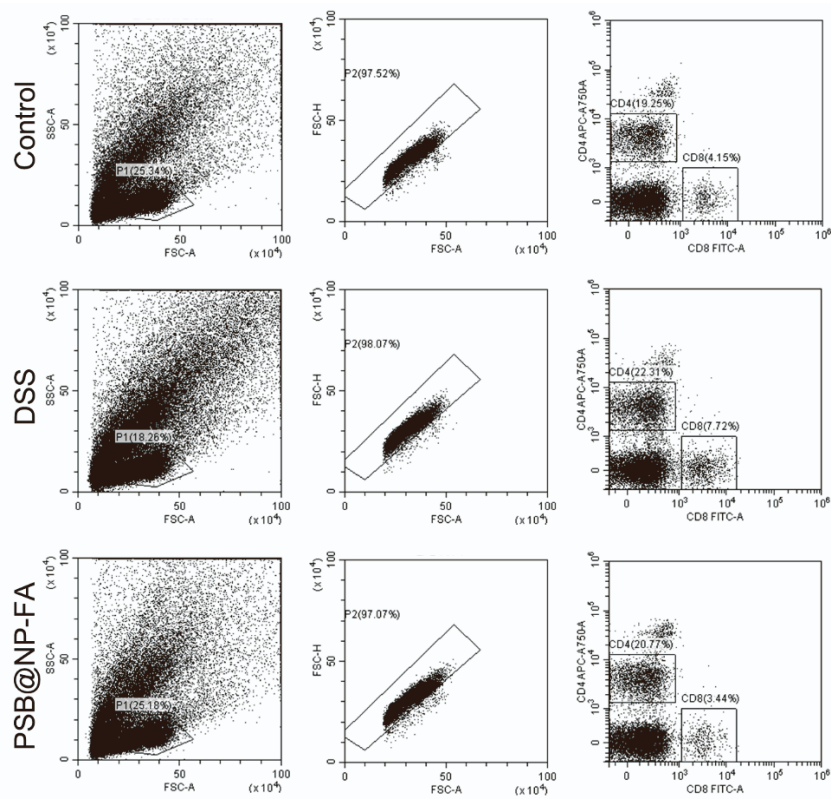 Control
(x10⁴)
100
50
0
SSC-A
P1(25.34%)
0
50
100
FSC-A
(x10⁴)
(x10⁴)
100
50
0
FSC-H
P2(97.52%)
0
50
100
FSC-A
(x10⁴)
CD4 APC-A750-A
10⁶
10⁵
10⁴
10³
0
CD4(19.25%)
CD8(4.15%)
0
10³
10⁴
10⁵
10⁶
CD8 FITC-A
DSS
(x10⁴)
100
50
0
SSC-A
P1(18.26%)
0
50
100
FSC-A
(x10⁴)
(x10⁴)
100
50
0
FSC-H
P2(98.07%)
0
50
100
FSC-A
(x10⁴)
CD4 APC-A750-A
10⁶
10⁵
10⁴
10³
0
CD4(22.31%)
CD8(7.72%)
0
10³
10⁴
10⁵
10⁶
CD8 FITC-A
PSB@NP-FA
(x10⁴)
100
50
0
SSC-A
P1(25.18%)
0
50
100
FSC-A
(x10⁴)
(x10⁴)
100
50
0
FSC-H
P2(97.07%)
0
50
100
FSC-A
(x10⁴)
CD4 APC-A750-A
10⁶
10⁵
10⁴
10³
0
CD4(20.77%)
CD8(3.44%)
0
10³
10⁴
10⁵
10⁶
CD8 FITC-A